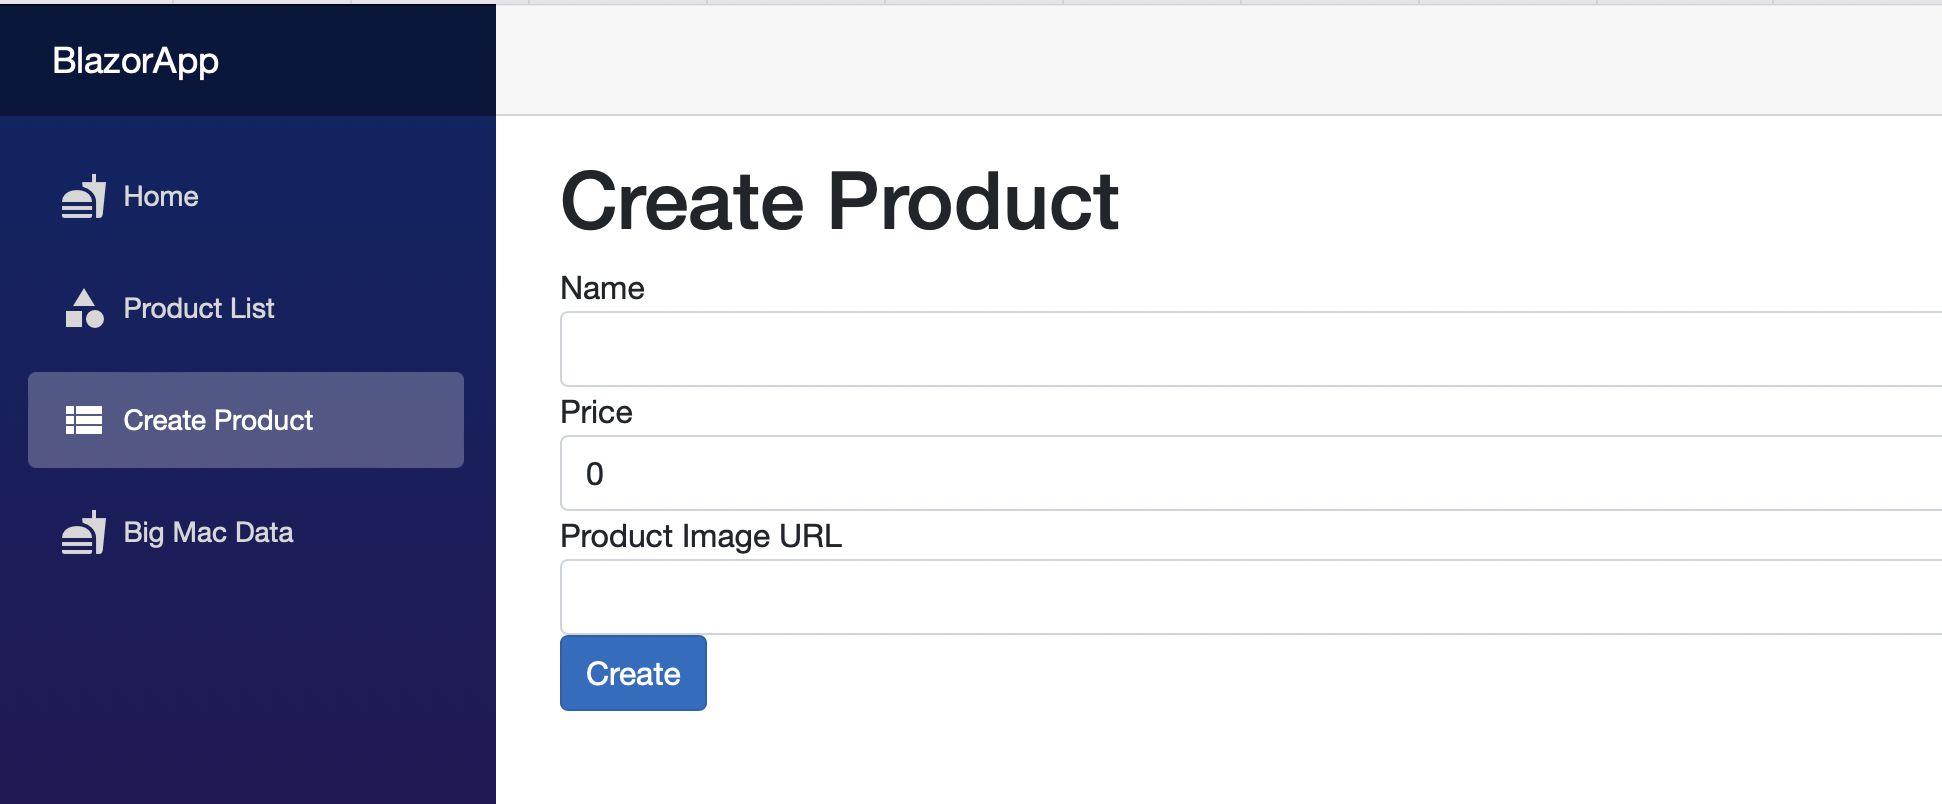 BlazorApp
Home
Product List
Create Product
Big Mac Data
Create Product
Name
Price
0
Product Image URL
Create